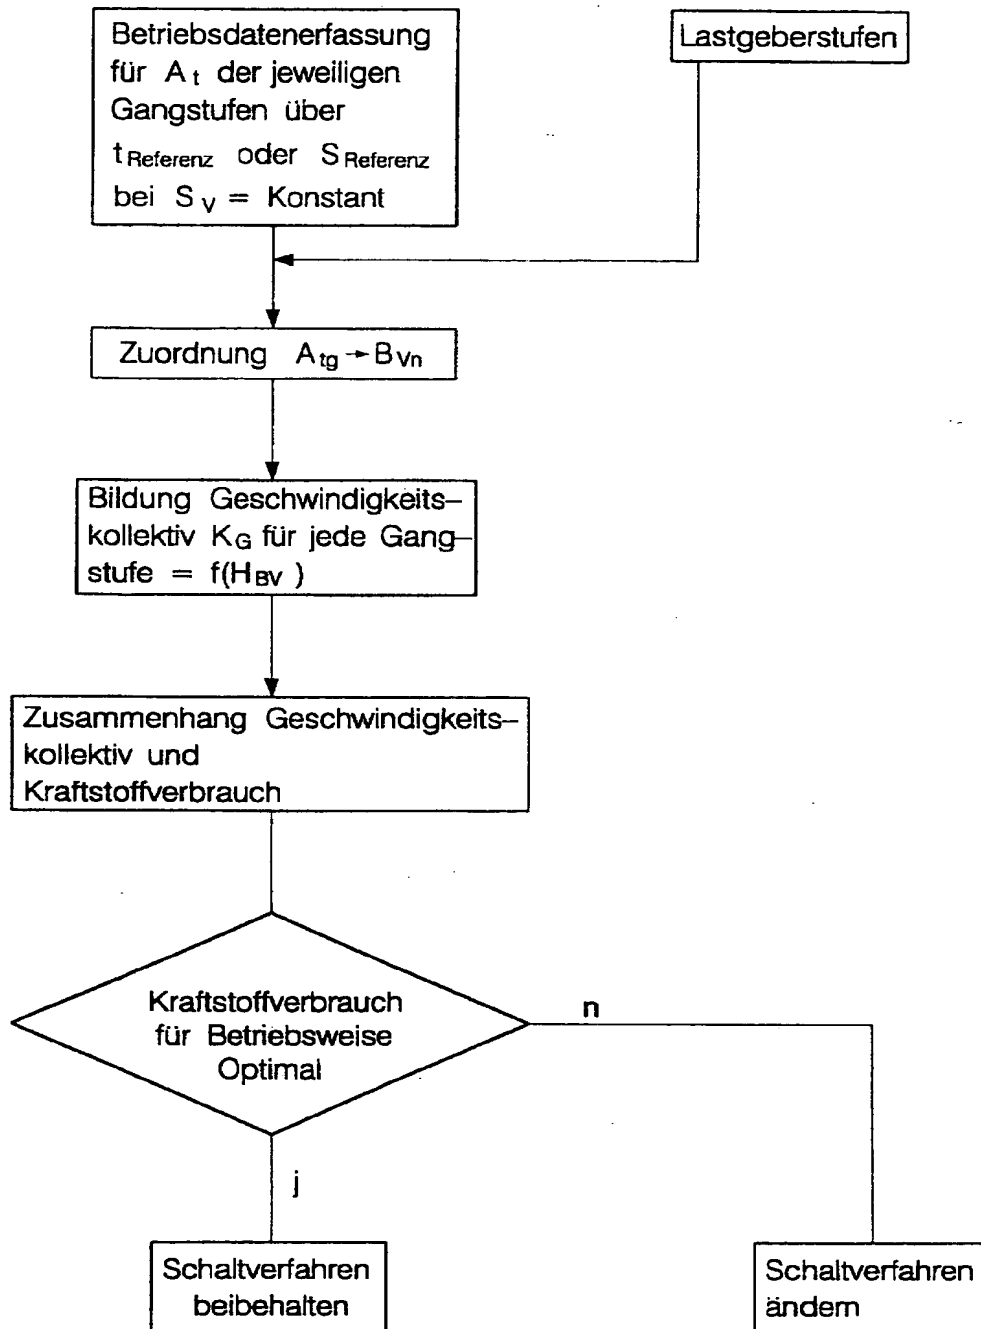 Betriebsdatenerfassung
für A t der jeweiligen
Gangstufen über
t Referenz oder S Referenz
bei S V = Konstant
Lastgeberstufen
Zuordnung A tg → B Vn
Bildung Geschwindigkeits–
kollektiv K G für jede Gang–
stufe = f(H BV )
Zusammenhang Geschwindigkeits–
kollektiv und
Kraftstoffverbrauch
Kraftstoffverbrauch
für Betriebsweise
Optimal
n
j
Schaltverfahren
beibehalten
Schaltverfahren
ändern